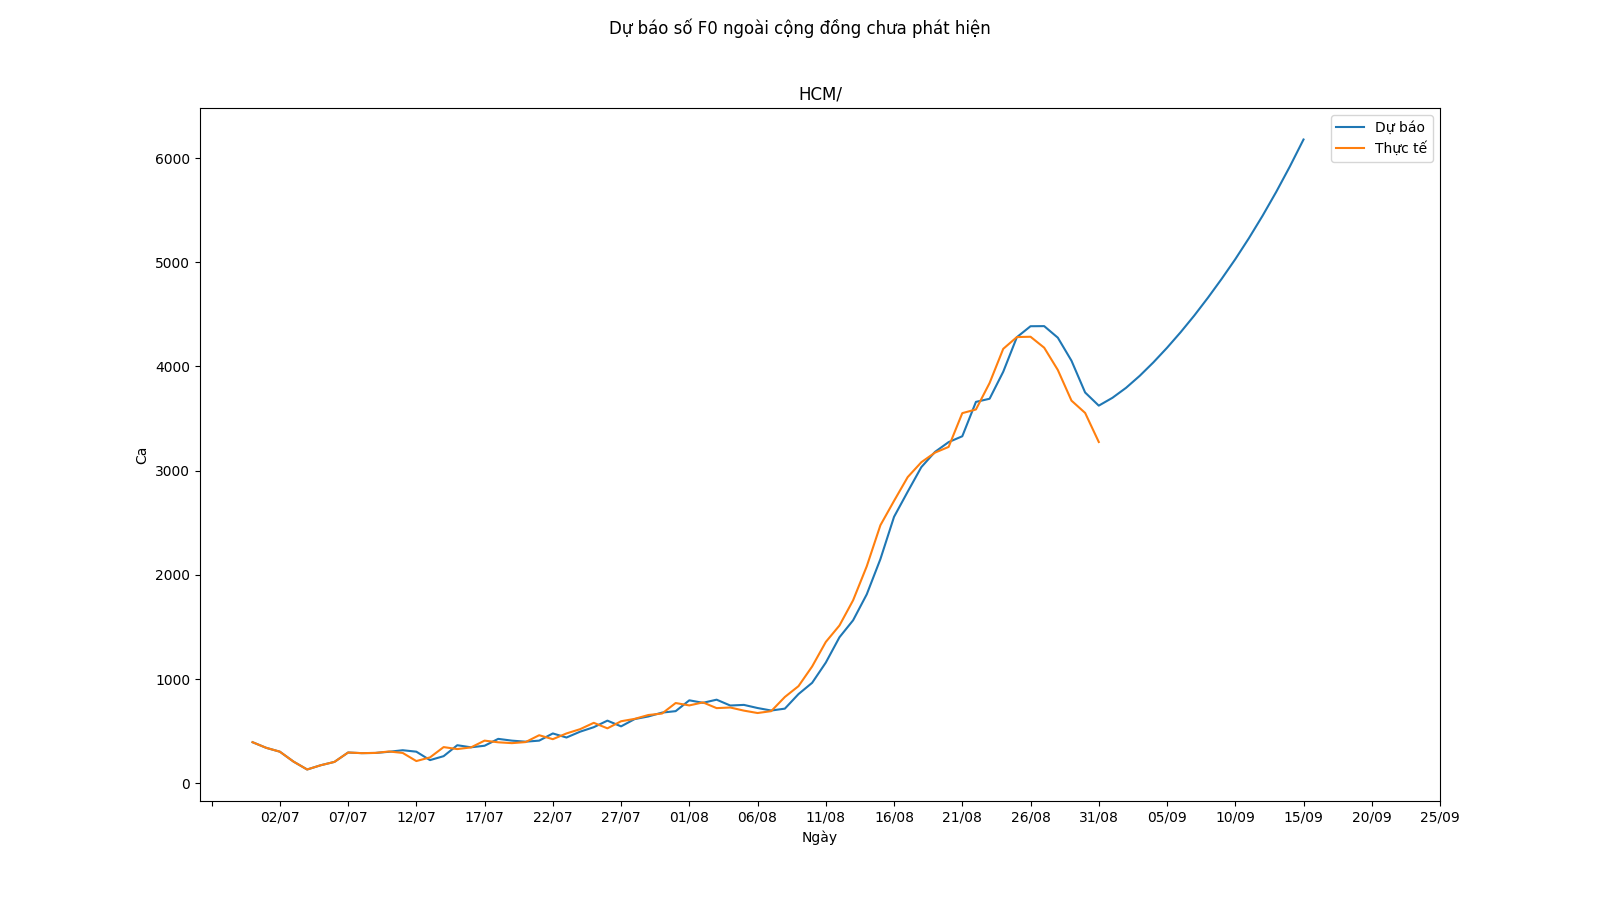 Dự báo số F0 ngoài cộng đồng chưa phát hiện
HCM/
Dự báo
Thực tế
6000
5000
4000
3000
2000
1000
0
Ca
02/07 07/07 12/07 17/07 22/07 27/07 01/08 06/08 11/08 16/08 21/08 26/08 31/08 05/09 10/09 15/09 20/09 25/09
Ngày